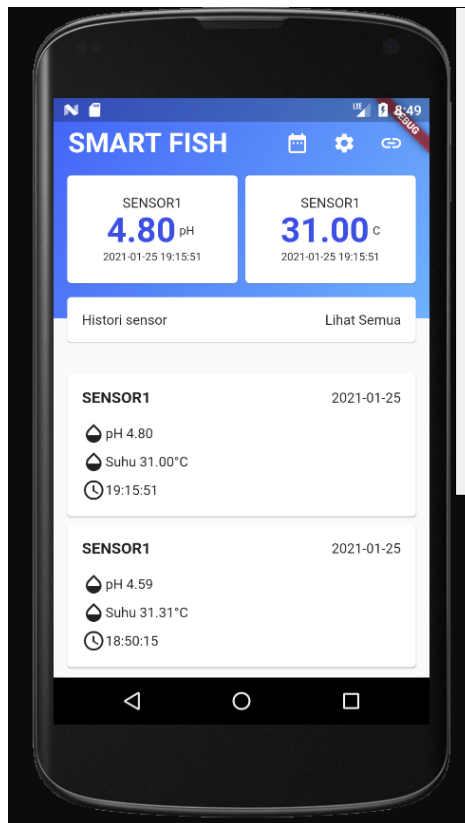 LTE 8:49
DEBUG
SMART FISH
SENSOR1
4.80 pH
2021-01-25 19:15:51
SENSOR1
31.00 C
2021-01-25 19:15:51
Histori sensor Lihat Semua
SENSOR1 2021-01-25
pH 4.80
Suhu 31.00°C
19:15:51
SENSOR1 2021-01-25
pH 4.59
Suhu 31.31°C
18:50:15